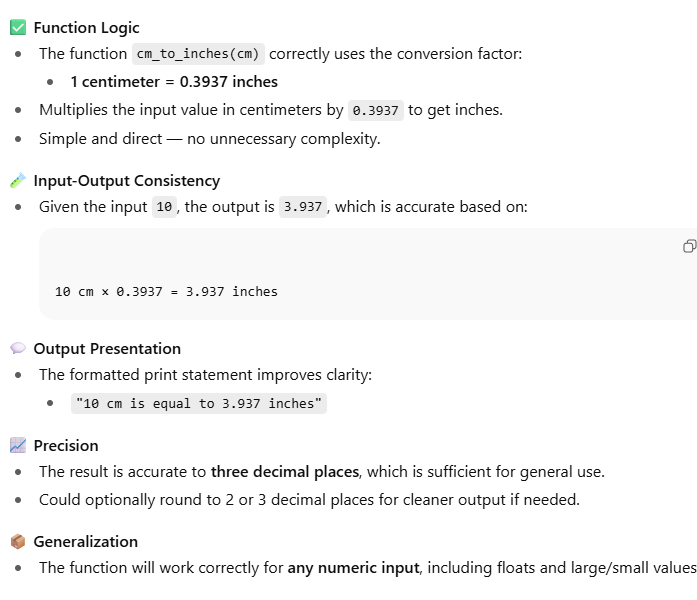 ✅ Function Logic
• The function cm_to_inches(cm) correctly uses the conversion factor:
• 1 centimeter = 0.3937 inches
• Multiplies the input value in centimeters by 0.3937 to get inches.
• Simple and direct — no unnecessary complexity.
🧪 Input-Output Consistency
• Given the input 10, the output is 3.937, which is accurate based on:
10 cm × 0.3937 = 3.937 inches
💬 Output Presentation
• The formatted print statement improves clarity:
• "10 cm is equal to 3.937 inches"
📈 Precision
• The result is accurate to three decimal places, which is sufficient for general use.
• Could optionally round to 2 or 3 decimal places for cleaner output if needed.
📦 Generalization
• The function will work correctly for any numeric input, including floats and large/small values